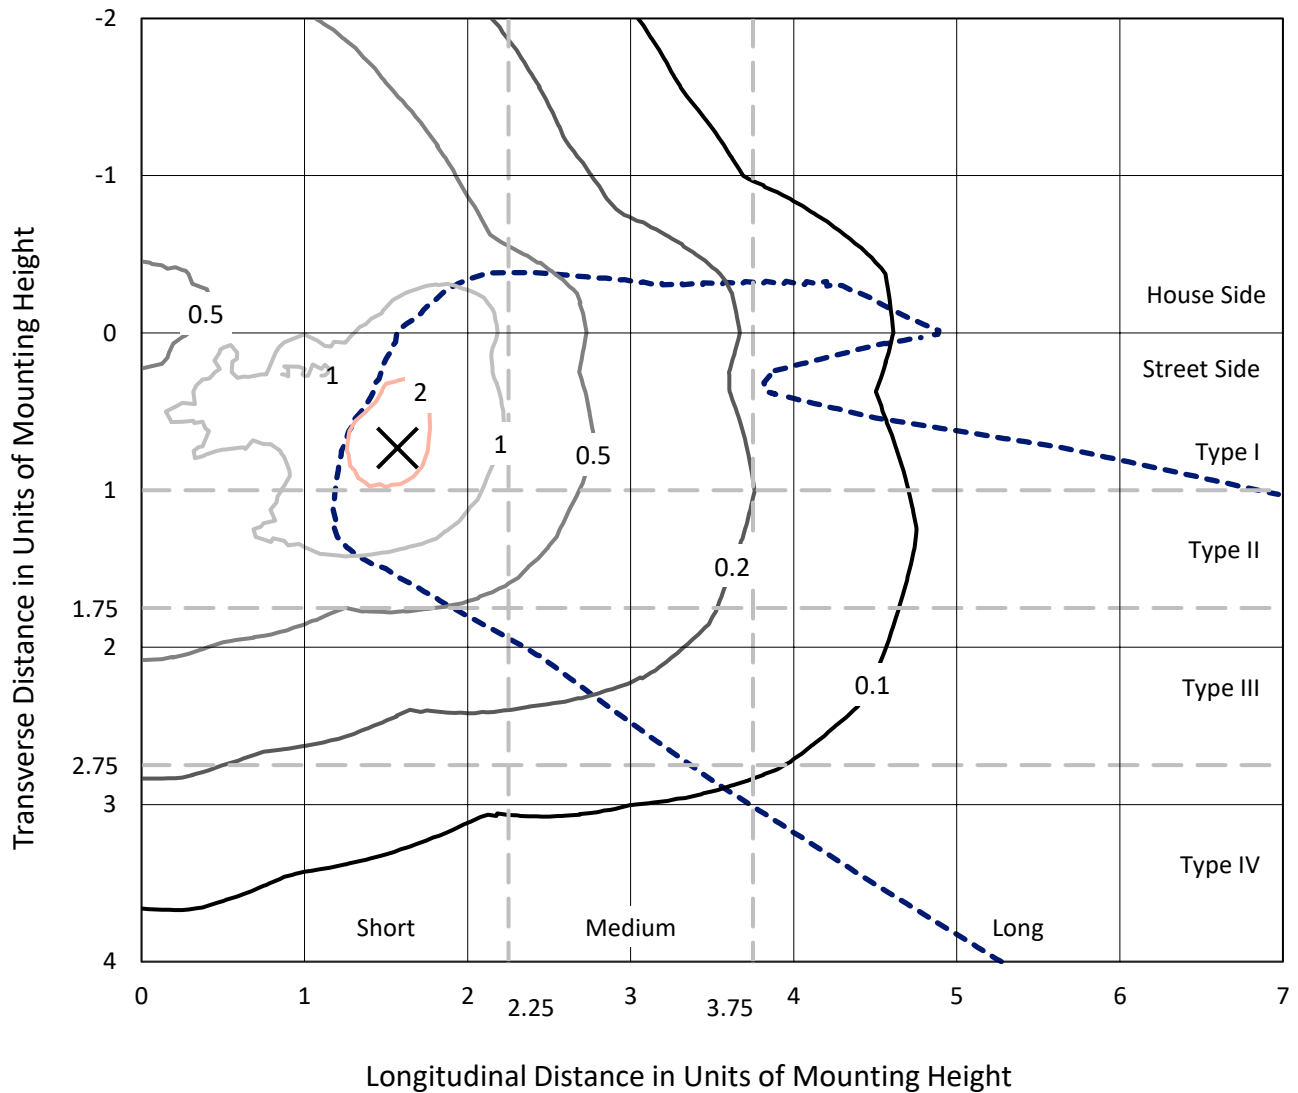 -2
-1
House Side
0.5
0
Street Side
1
2
Type I
1
0.5
1
Type II
0.2
1.75
2
Type III
0.1
2.75
3
Type IV
Short
Medium
Long
4
0
1
2
2.25
3
3.75
4
5
6
7
Transverse Distance in Units of Mounting Height
Longitudinal Distance in Units of Mounting Height